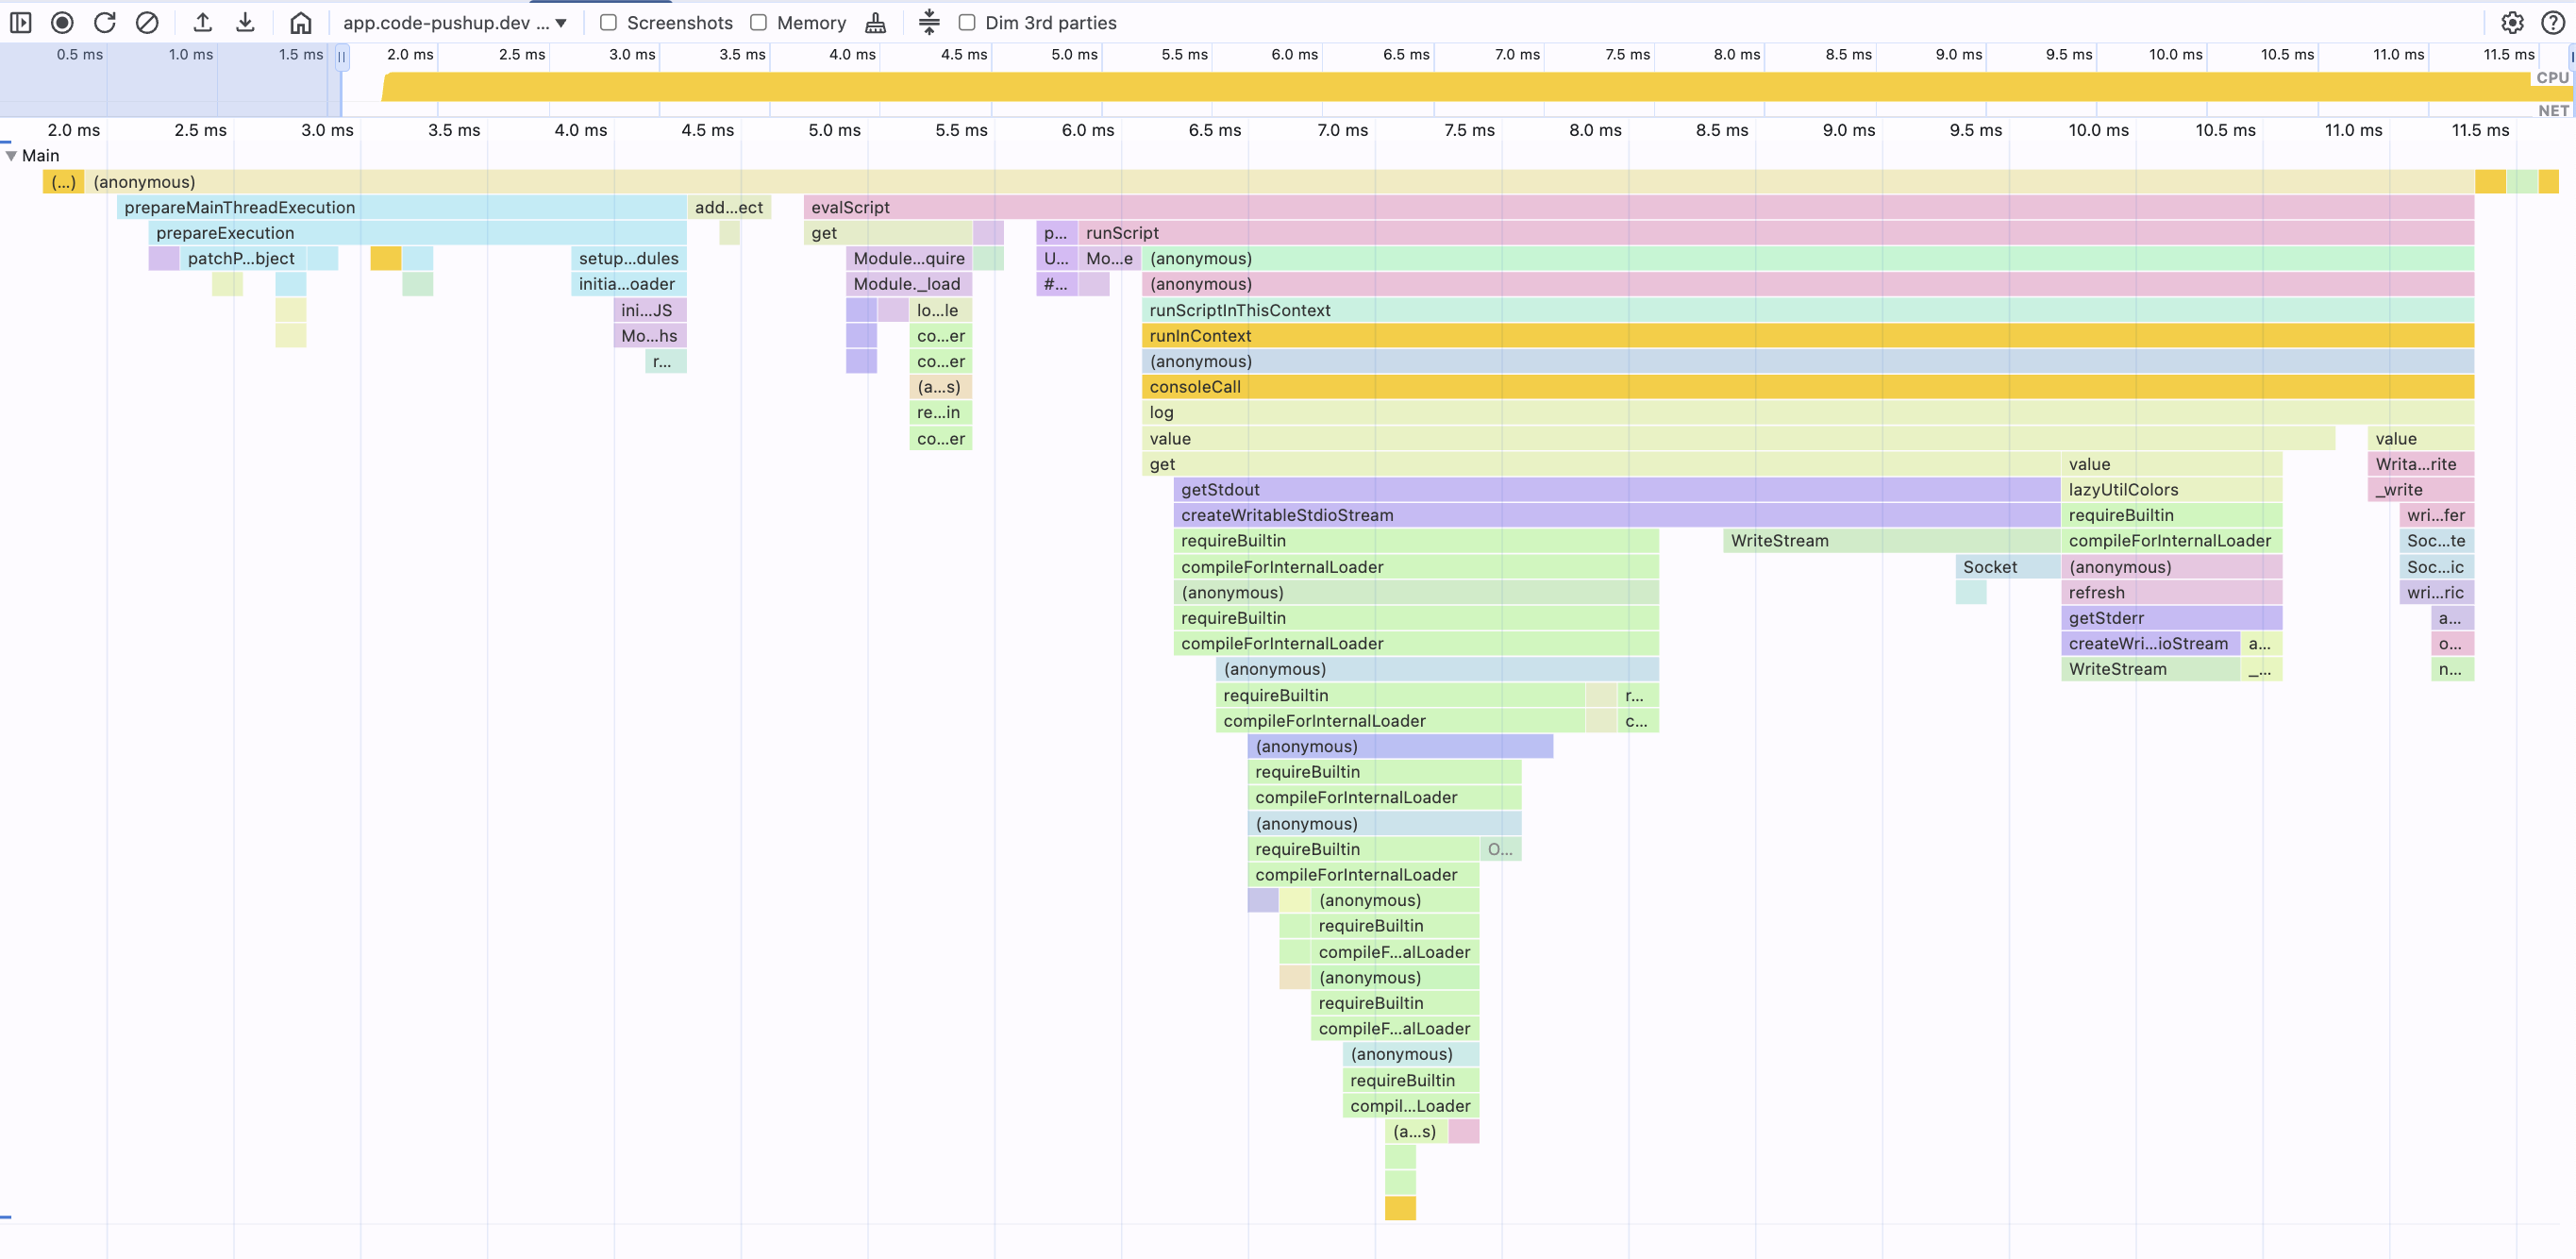 app.code-pushup.dev ... Screenshots Memory Dim 3rd parties
0.5 ms 1.0 ms 1.5 ms 2.0 ms 2.5 ms 3.0 ms 3.5 ms 4.0 ms 4.5 ms 5.0 ms 5.5 ms 6.0 ms 6.5 ms 7.0 ms 7.5 ms 8.0 ms 8.5 ms 9.0 ms 9.5 ms 10.0 ms 10.5 ms 11.0 ms 11.5 ms
CPU
NET
2.0 ms 2.5 ms 3.0 ms 3.5 ms 4.0 ms 4.5 ms 5.0 ms 5.5 ms 6.0 ms 6.5 ms 7.0 ms 7.5 ms 8.0 ms 8.5 ms 9.0 ms 9.5 ms 10.0 ms 10.5 ms 11.0 ms 11.5 ms
Main
(...) (anonymous)
prepareMainThreadExecution add...ect evalScript
prepareExecution get p... runScript
patchP...bject setup...dules Module...quire U... Mo...e (anonymous)
initia...oader Module._load #... (anonymous)
ini...JS lo...le runScriptInThisContext
Mo...hs co...er runInContext
r... co...er (anonymous)
(a...s) consoleCall
re...in log
co...er value value
get value Writa...rite
getStdout lazyUtilColors _write
createWritableStdioStream requireBuiltin wri...fer
requireBuiltin WriteStream compileForInternalLoader Soc...te
compileForInternalLoader Socket (anonymous) Soc...ic
(anonymous) refresh wri...ric
requireBuiltin getStderr a...
compileForInternalLoader createWri...ioStream a... o...
(anonymous) WriteStream _... n...
requireBuiltin r...
compileForInternalLoader c...
(anonymous)
requireBuiltin
compileForInternalLoader
(anonymous)
requireBuiltin O...
compileForInternalLoader
(anonymous)
requireBuiltin
compileF...alLoader
(anonymous)
requireBuiltin
compileF...alLoader
(anonymous)
requireBuiltin
compil...Loader
(a...s)